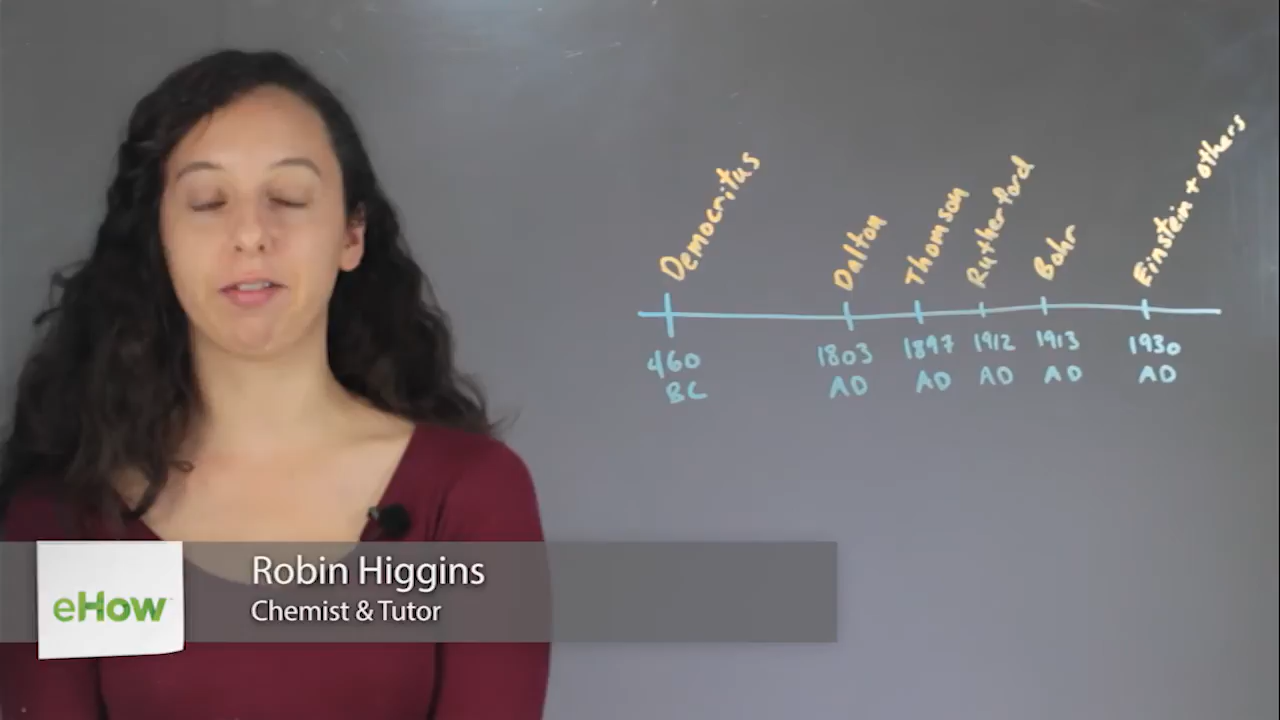 Democritus
Dalton
Thomson
Rutherford
Bohr
Einstein + others
460
BC
1803
AD
1897
AD
1912
AD
1913
AD
1930
AD
Robin Higgins
Chemist & Tutor
eHow™